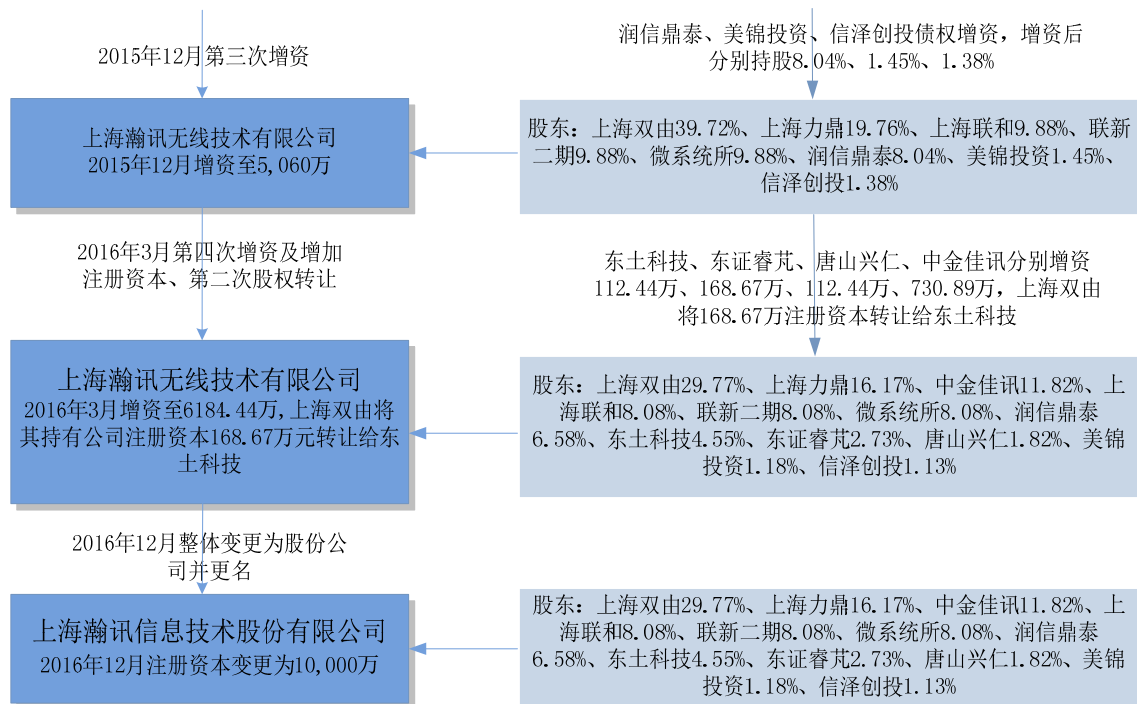 2015年12月第三次增资
润信鼎泰、美锦投资、信泽创投债权增资，增资后
分别持股8.04%、1.45%、1.38%
上海瀚讯无线技术有限公司
2015年12月增资至5,060万
股东：上海双由39.72%、上海力鼎19.76%、上海联和9.88%、联新
二期9.88%、微系统所9.88%、润信鼎泰8.04%、美锦投资1.45%、
信泽创投1.38%
2016年3月第四次增资及增加
注册资本、第二次股权转让
东土科技、东证睿芃、唐山兴仁、中金佳讯分别增资
112.44万、168.67万、112.44万、730.89万，上海双由
将168.67万注册资本转让给东土科技
上海瀚讯无线技术有限公司
2016年3月增资至6184.44万,上海双由将
其持有公司注册资本168.67万元转让给东
土科技
股东：上海双由29.77%、上海力鼎16.17%、中金佳讯11.82%、上
海联和8.08%、联新二期8.08%、微系统所8.08%、润信鼎泰
6.58%、东土科技4.55%、东证睿芃2.73%、唐山兴仁1.82%、美锦
投资1.18%、信泽创投1.13%
2016年12月整体变更为股份公
司并更名
上海瀚讯信息技术股份有限公司
2016年12月注册资本变更为10,000万
股东：上海双由29.77%、上海力鼎16.17%、中金佳讯11.82%、上
海联和8.08%、联新二期8.08%、微系统所8.08%、润信鼎泰
6.58%、东土科技4.55%、东证睿芃2.73%、唐山兴仁1.82%、美锦
投资1.18%、信泽创投1.13%